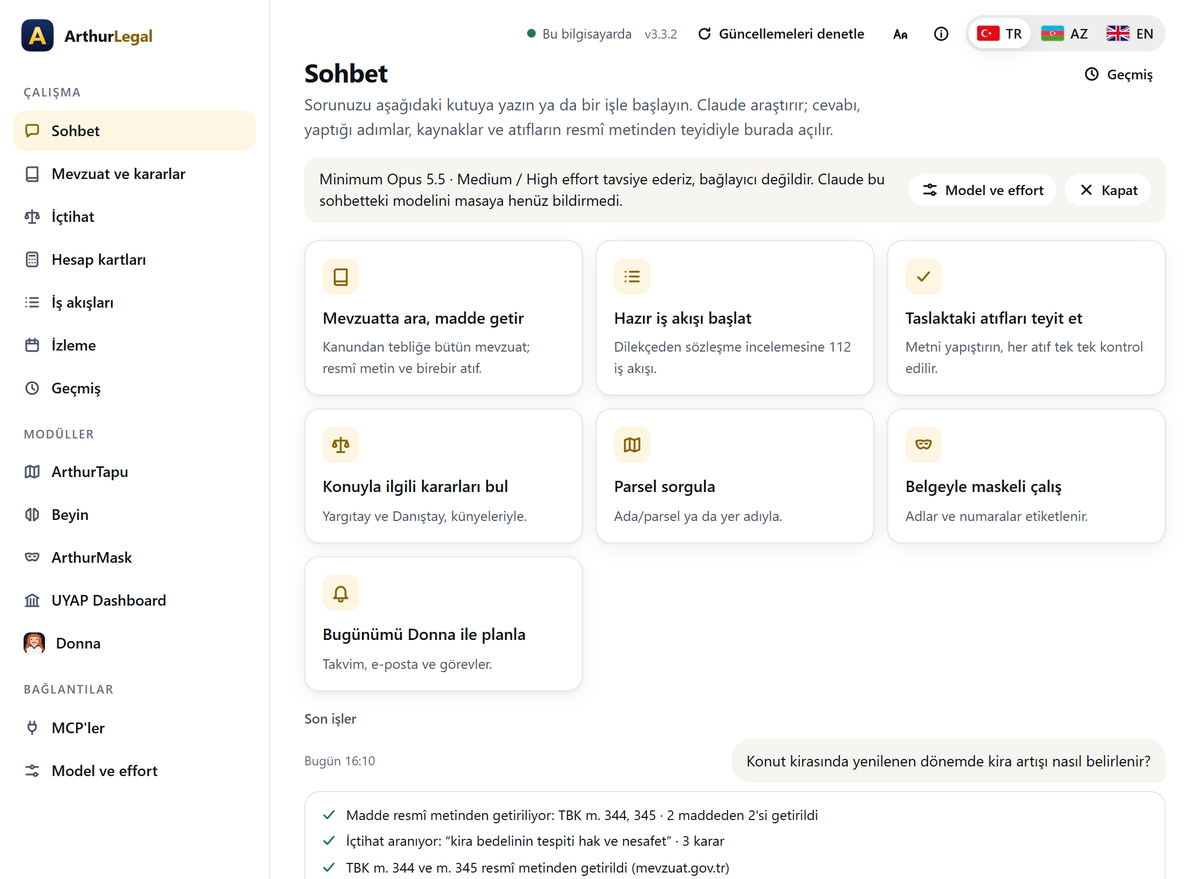 A ArthurLegal
Bu bilgisayarda v3.3.2 Güncellemeleri denetle Aa TR AZ EN
ÇALIŞMA
Sohbet
Mevzuat ve kararlar
İçtihat
Hesap kartları
İş akışları
İzleme
Geçmiş
MODÜLLER
ArthurTapu
Beyin
ArthurMask
UYAP Dashboard
Donna
BAĞLANTILAR
MCP'ler
Model ve effort
Sohbet
Geçmiş
Sorunuzu aşağıdaki kutuya yazın ya da bir işle başlayın. Claude araştırır; cevabı,
yaptığı adımlar, kaynaklar ve atıfların resmî metinden teyidiyle burada açılır.
Minimum Opus 5.5 · Medium / High effort tavsiye ederiz, bağlayıcı değildir. Claude bu
sohbetteki modelini masaya henüz bildirmedi.
Model ve effort
Kapat
Mevzuatta ara, madde getir
Kanundan tebliğe bütün mevzuat;
resmî metin ve birebir atıf.
Hazır iş akışı başlat
Dilekçeden sözleşme incelemesine 112
iş akışı.
Taslaktaki atıfları teyit et
Metni yapıştırın, her atıf tek tek kontrol
edilir.
Konuyla ilgili kararları bul
Yargıtay ve Danıştay, künyeleriyle.
Parsel sorgula
Ada/parsel ya da yer adıyla.
Belgeyle maskeli çalış
Adlar ve numaralar etiketlenir.
Bugünümü Donna ile planla
Takvim, e-posta ve görevler.
Son işler
Bugün 16:10
Konut kirasında yenilenen dönemde kira artışı nasıl belirlenir?
Madde resmî metinden getiriliyor: TBK m. 344, 345 · 2 maddeden 2'si getirildi
İçtihat aranıyor: “kira bedelinin tespiti hak ve nesafet” · 3 karar
TBK m. 344 ve m. 345 resmî metinden getirildi (mevzuat.gov.tr)